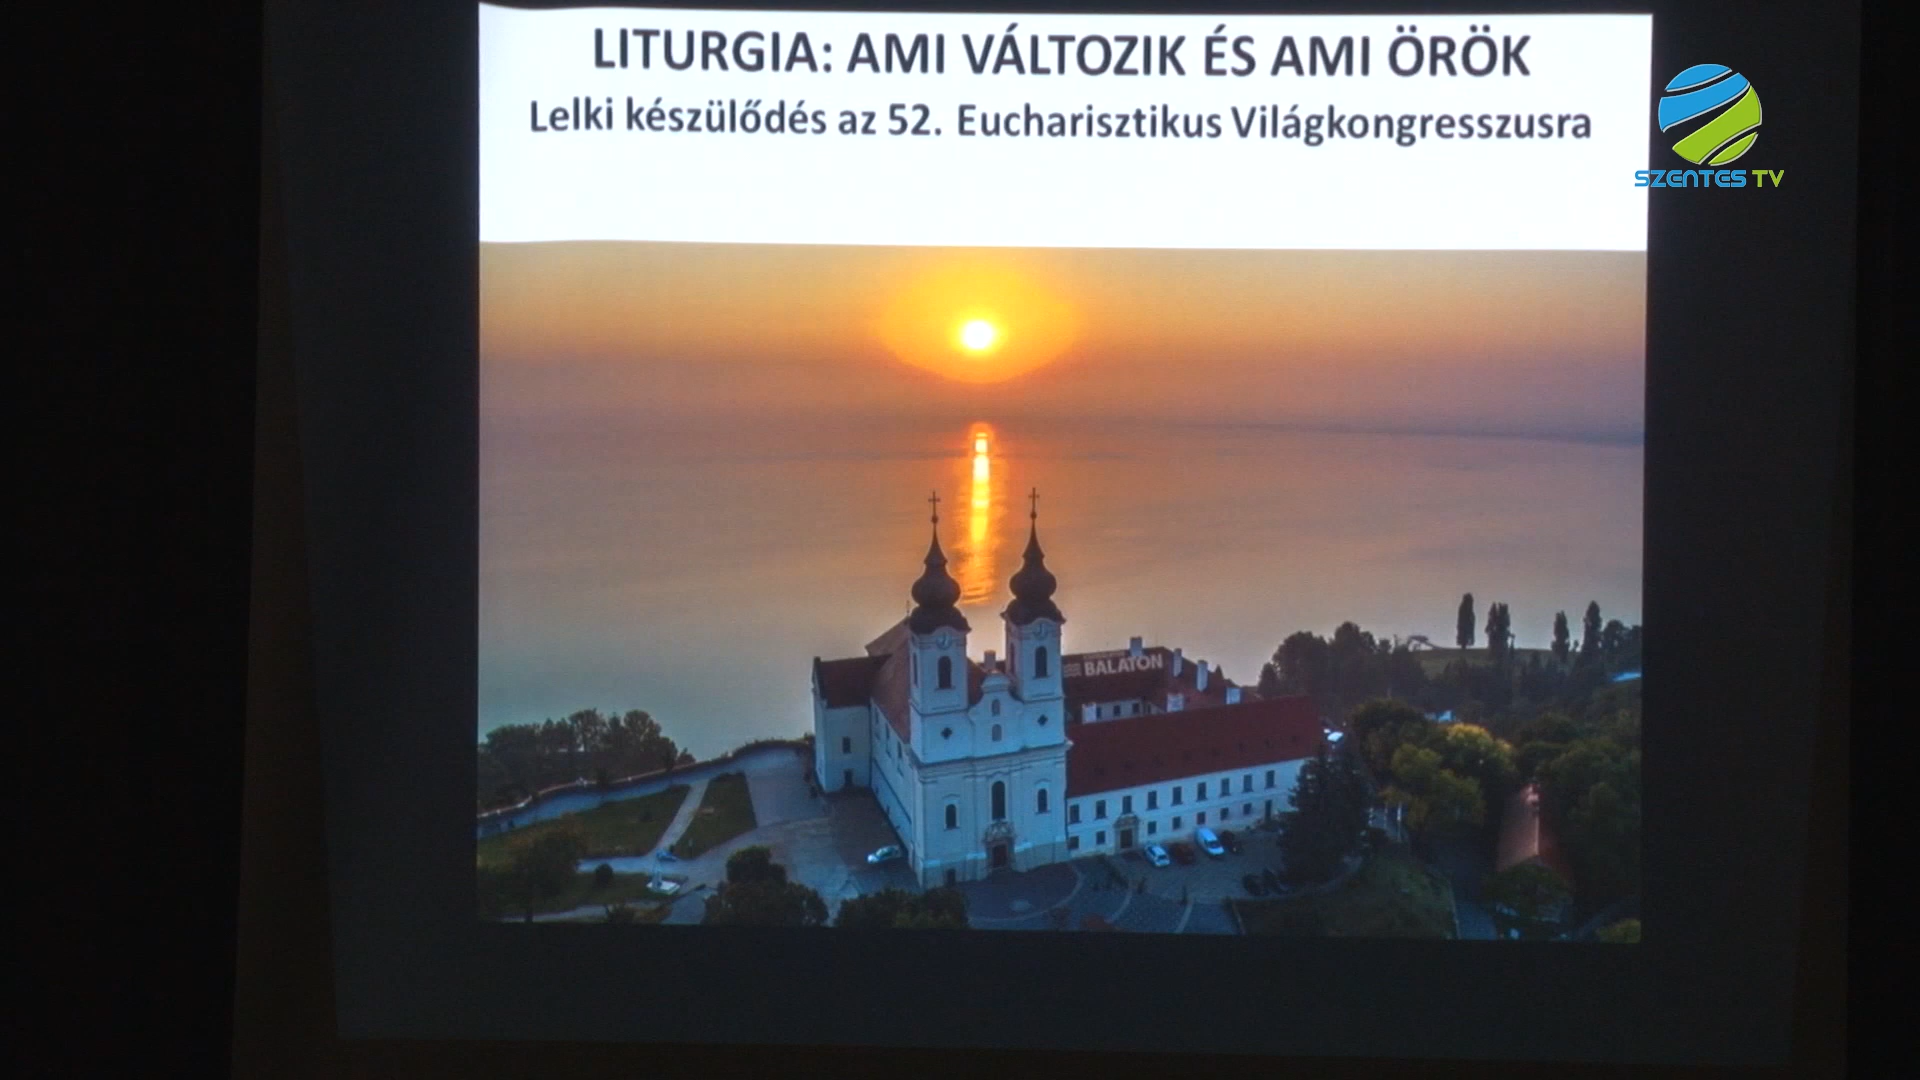 LITURGIA: AMI VÁLTOZIK ÉS AMI ÖRÖK
Lelki készülődés az 52. Eucharisztikus Világkongresszusra
SZENTES TV
BALATON